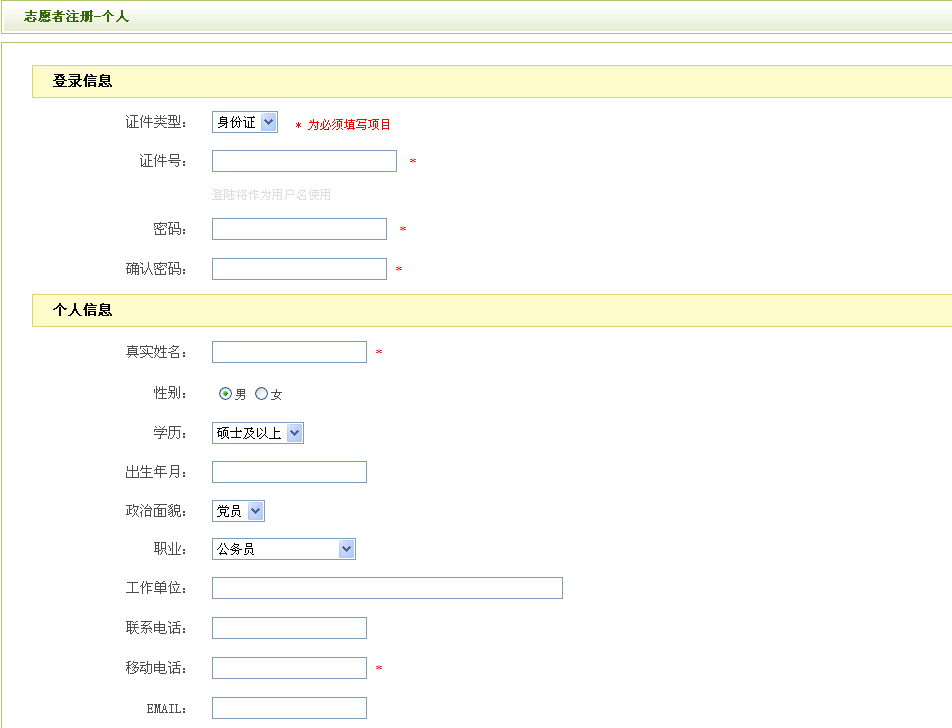 志愿者注册-个人
登录信息
证件类型： 身份证 * 为必须填写项目
证件号： *
登陆将作为用户名使用
密码： *
确认密码： *
个人信息
真实姓名： *
性别： 男 女
学历： 硕士及以上
出生年月：
政治面貌： 党员
职业： 公务员
工作单位：
联系电话：
移动电话： *
EMAIL：